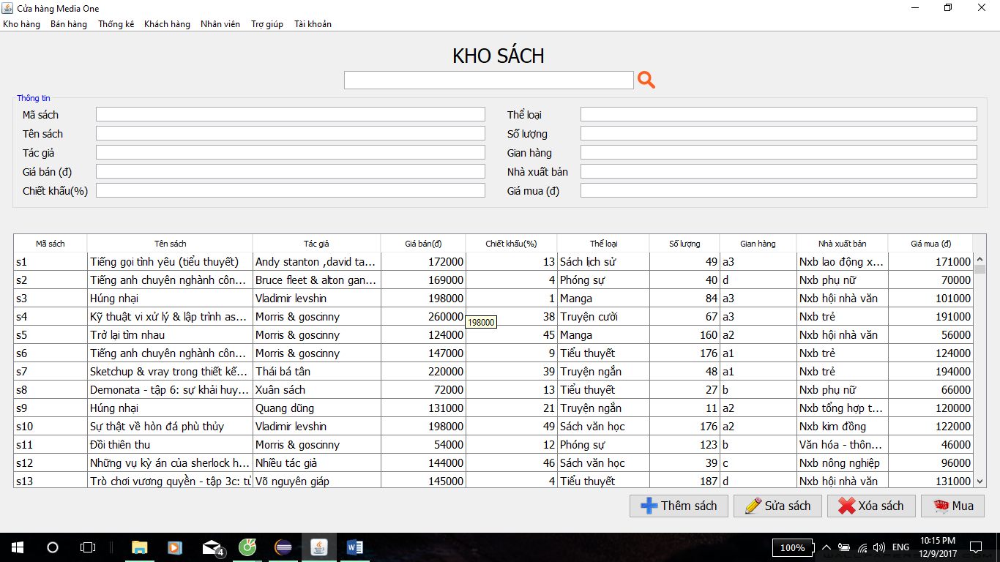 Cửa hàng Media One
Kho hàng Bán hàng Thống kê Khách hàng Nhân viên Trợ giúp Tài khoản
KHO SÁCH
Thông tin
Mã sách Thể loại
Tên sách Số lượng
Tác giả Gian hàng
Giá bán (đ) Nhà xuất bản
Chiết khấu(%) Giá mua (đ)
Mã sách Tên sách Tác giả Giá bán(đ) Chiết khấu(%) Thể loại Số lượng Gian hàng Nhà xuất bản Giá mua (đ)
s1 Tiếng gọi tình yêu (tiểu thuyết) Andy stanton ,david ta... 172000 13 Sách lịch sử 49 a3 Nxb lao động x... 171000
s2 Tiếng anh chuyên nghành côn... Bruce fleet & alton gan... 169000 4 Phóng sự 40 d Nxb phụ nữ 70000
s3 Húng nhại Vladimir levshin 198000 1 Manga 84 a3 Nxb hội nhà văn 101000
s4 Kỹ thuật vi xử lý & lập trình as... Morris & goscinny 260000 38 Truyện cười 67 a3 Nxb trẻ 191000
198000
s5 Trở lại tìm nhau Morris & goscinny 124000 45 Manga 160 a2 Nxb hội nhà văn 56000
s6 Tiếng anh chuyên nghành côn... Morris & goscinny 147000 9 Tiểu thuyết 176 a1 Nxb trẻ 124000
s7 Sketchup & vray trong thiết kế... Thái bá tân 220000 39 Truyện ngắn 48 a1 Nxb trẻ 194000
s8 Demonata - tập 6: sự khải huy... Xuân sách 72000 13 Tiểu thuyết 27 b Nxb phụ nữ 66000
s9 Húng nhại Quang dũng 131000 21 Truyện ngắn 11 a2 Nxb tổng hợp t... 120000
s10 Sự thật về hòn đá phù thủy Vladimir levshin 198000 49 Sách văn học 176 a2 Nxb kim đồng 122000
s11 Đồi thiên thu Morris & goscinny 54000 12 Phóng sự 123 b Văn hóa - thôn... 46000
s12 Những vụ kỳ án của sherlock h... Nhiều tác giả 144000 46 Sách văn học 39 c Nxb nông nghiệp 96000
s13 Trò chơi vương quyền - tập 3c: tử Võ nguyên giáp 145000 4 Tiểu thuyết 187 d Nxb hội nhà văn 131000
Thêm sách Sửa sách Xóa sách Mua
4 100% ENG 10:15 PM
12/9/2017